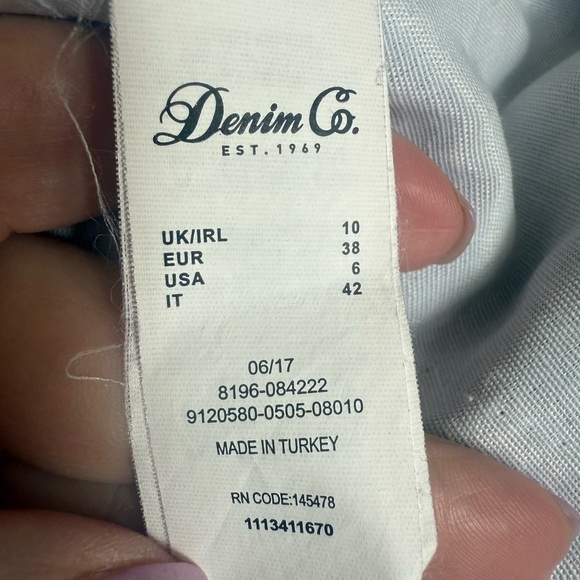 Denim Co.
EST. 1969
UK/IRL 10
EUR 38
USA 6
IT 42
06/17
8196-084222
9120580-0505-08010
MADE IN TURKEY
RN CODE:145478
1113411670